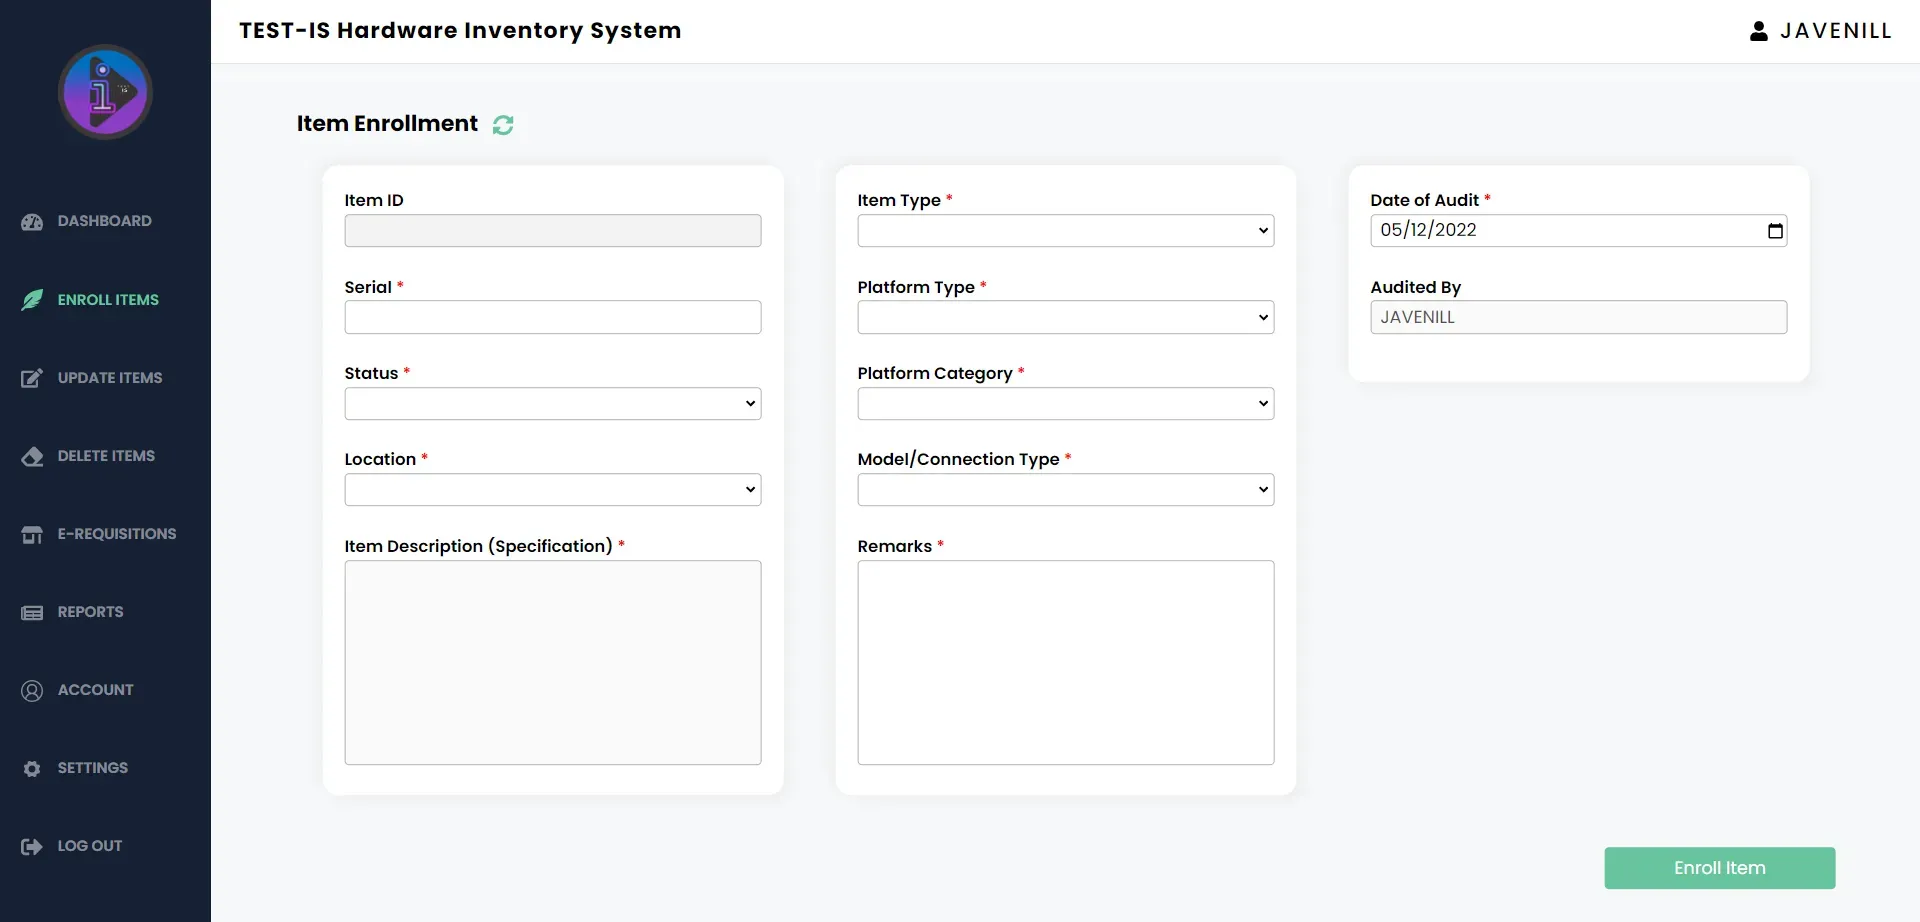 TEST-IS Hardware Inventory System
JAVENILL
DASHBOARD
ENROLL ITEMS
UPDATE ITEMS
DELETE ITEMS
E-REQUISITIONS
REPORTS
ACCOUNT
SETTINGS
LOG OUT
Item Enrollment
Item ID
Serial *
Status *
Location *
Item Description (Specification) *
Item Type *
Platform Type *
Platform Category *
Model/Connection Type *
Remarks *
Date of Audit *
05/12/2022
Audited By
JAVENILL
Enroll Item